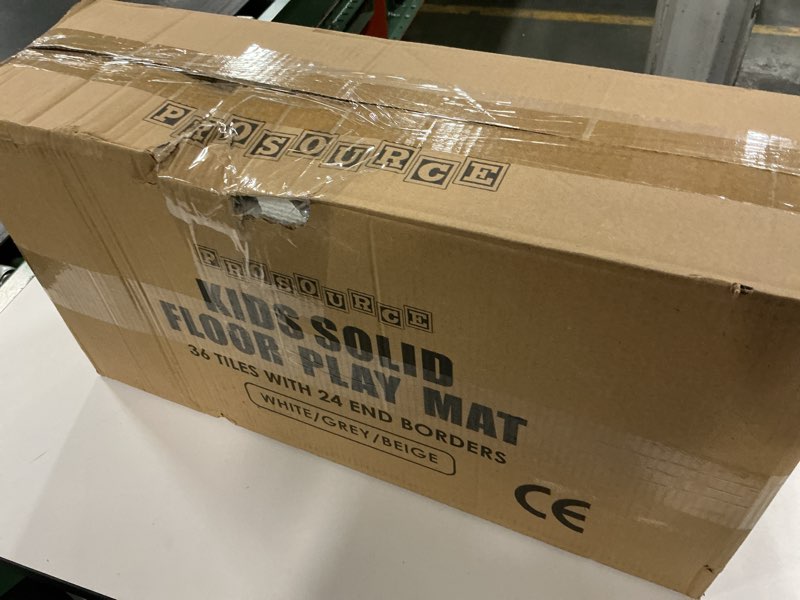 PROSOURCE
PROSOURCE
KIDS SOLID
FLOOR PLAY MAT
36 TILES WITH 24 END BORDERS
WHITE/GREY/BEIGE
CE